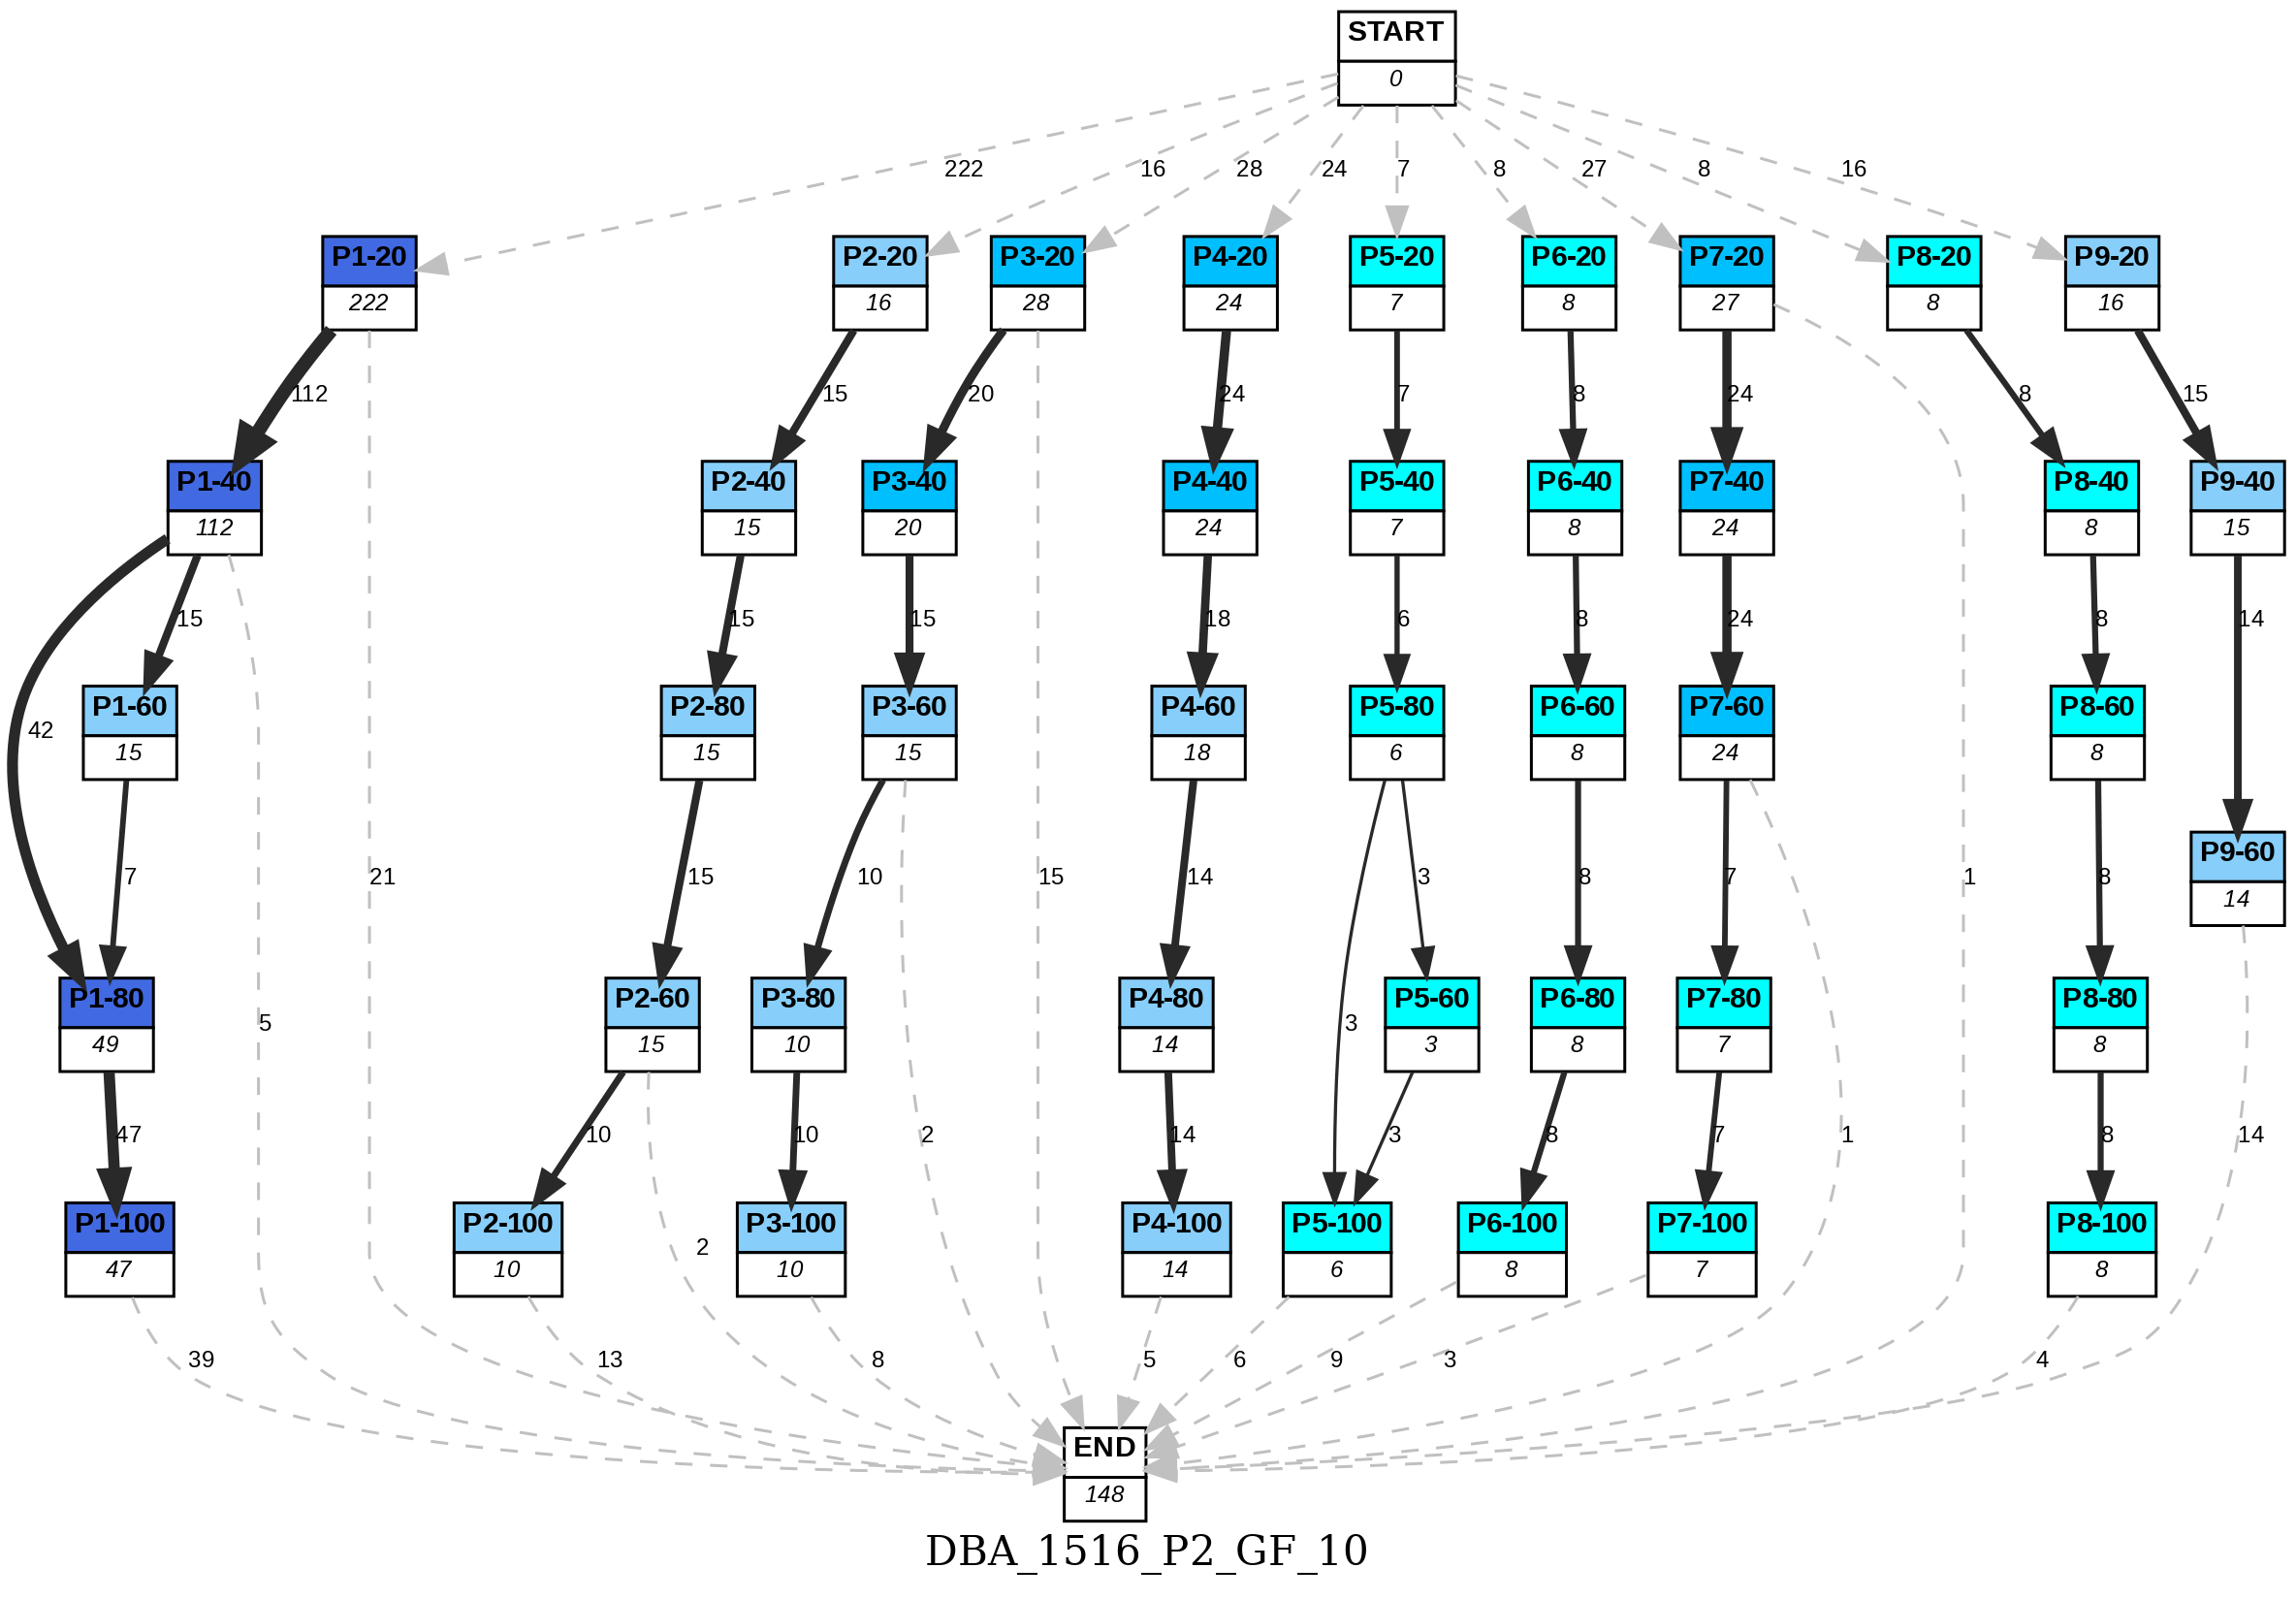 START
0
222
16
28
24
7
8
27
8
16
P1-20
222
P2-20
16
P3-20
28
P4-20
24
P5-20
7
P6-20
8
P7-20
27
P8-20
8
P9-20
16
112
15
20
24
7
8
24
8
15
P1-40
112
P2-40
15
P3-40
20
P4-40
24
P5-40
7
P6-40
8
P7-40
24
P8-40
8
P9-40
15
15
15
15
18
6
8
24
8
14
42
P1-60
15
P2-80
15
P3-60
15
P4-60
18
P5-80
6
P6-60
8
P7-60
24
P8-60
8
P9-60
14
7
21
15
10
15
14
3
8
7
1
8
P1-80
49
5
P2-60
15
P3-80
10
P4-80
14
3
P5-60
3
P6-80
8
P7-80
7
P8-80
8
47
10
10
2
14
3
8
7
1
8
14
P1-100
47
P2-100
10
2
P3-100
10
P4-100
14
P5-100
6
P6-100
8
P7-100
7
P8-100
8
39
13
8
5
6
9
3
4
END
148
DBA_1516_P2_GF_10